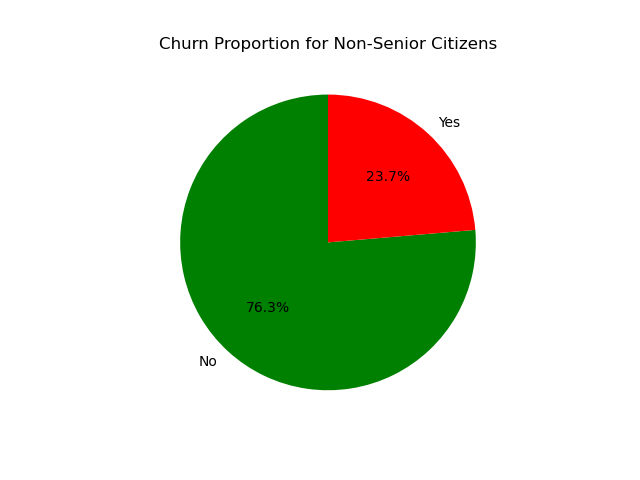 Churn Proportion for Non-Senior Citizens
Yes
23.7%
76.3%
No